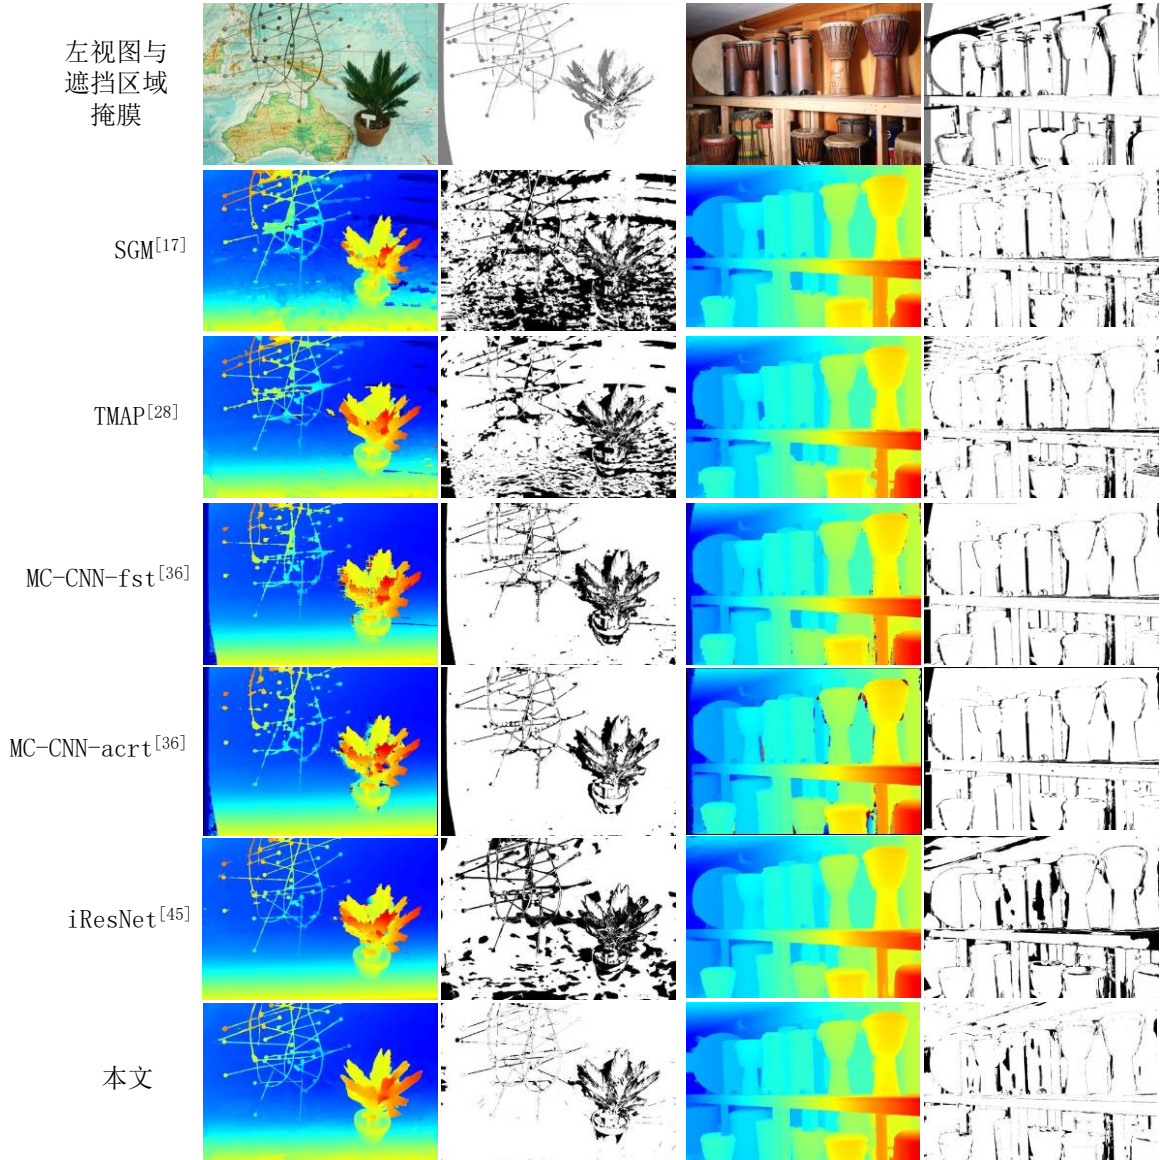 左视图与
遮挡区域
掩膜
SGM[17]
TMAP[28]
MC-CNN-fst[36]
MC-CNN-acrt[36]
iResNet[45]
本文